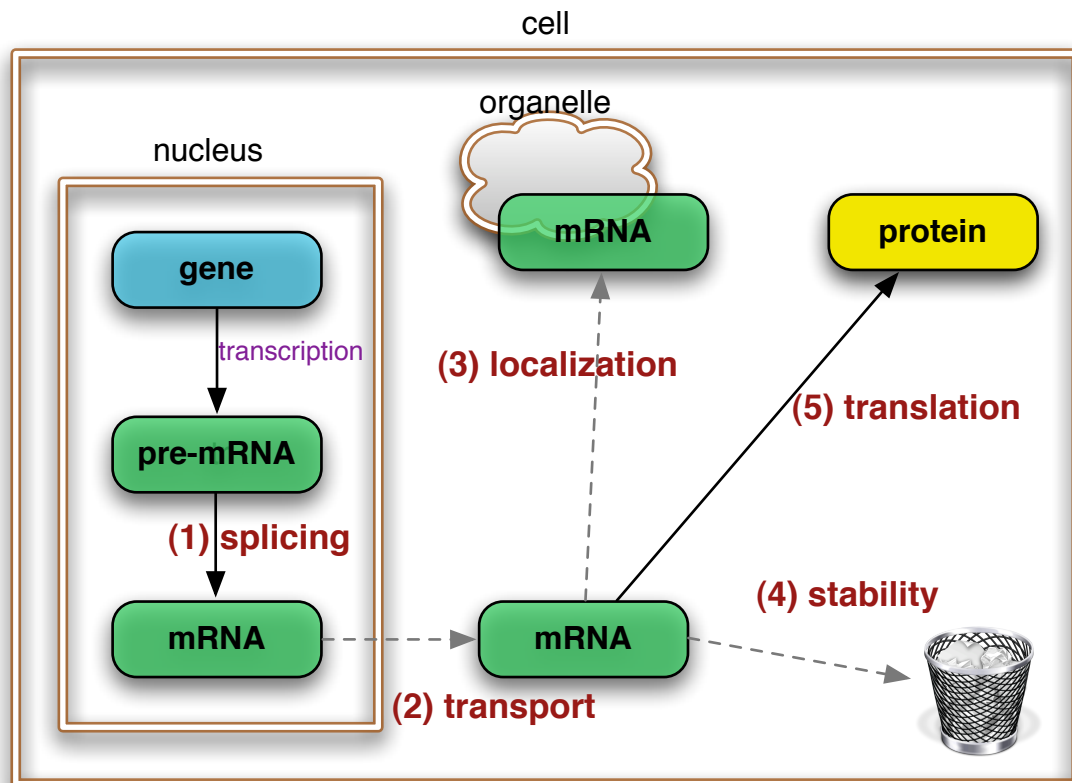 cell
organelle
nucleus
mRNA
protein
gene
transcription
(3) localization
(5) translation
pre-mRNA
(1) splicing
(4) stability
mRNA
mRNA
(2) transport